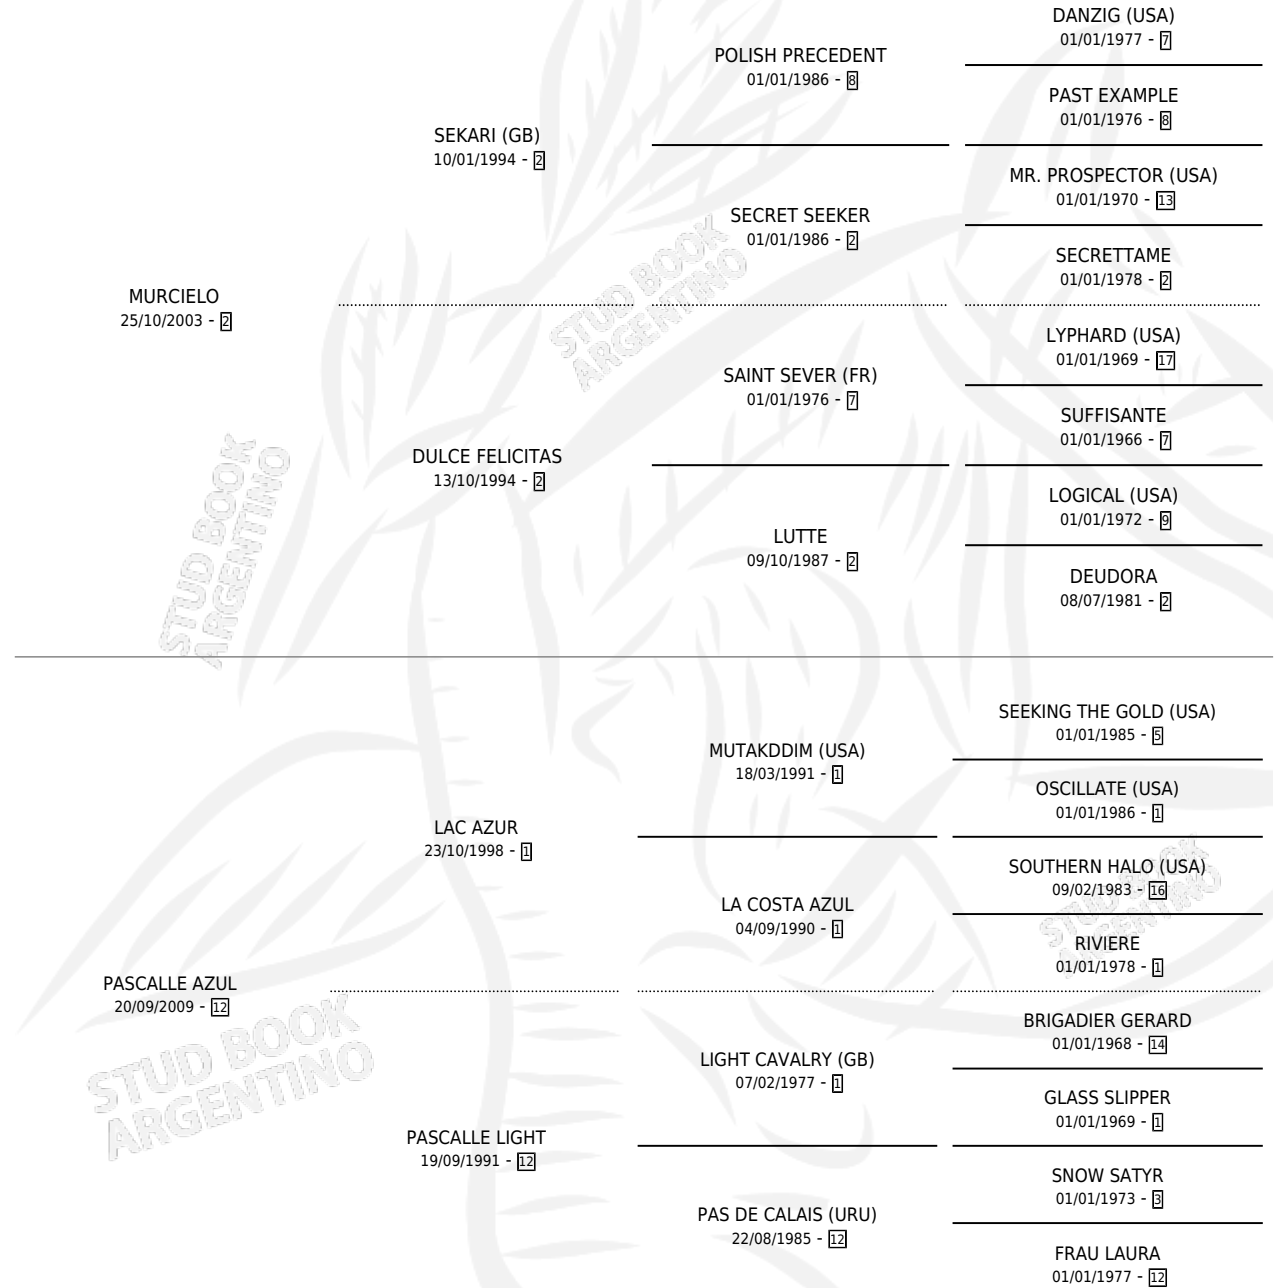 DANZIG (USA)
01/01/1977 - 7
POLISH PRECEDENT
01/01/1986 - 8
PAST EXAMPLE
01/01/1976 - 8
SEKARI (GB)
10/01/1994 - 2
MR. PROSPECTOR (USA)
01/01/1970 - 13
SECRET SEEKER
01/01/1986 - 2
SECRETTAME
01/01/1978 - 2
MURCIELO
25/10/2003 - 2
LYPHARD (USA)
01/01/1969 - 17
SAINT SEVER (FR)
01/01/1976 - 7
SUFFISANTE
01/01/1966 - 7
DULCE FELICITAS
13/10/1994 - 2
LOGICAL (USA)
01/01/1972 - 9
LUTTE
09/10/1987 - 2
DEUDORA
08/07/1981 - 2
STUD BOOK
ARGENTINO
STUD BOOK
ARGENTINO
SEEKING THE GOLD (USA)
01/01/1985 - 5
MUTAKDDIM (USA)
18/03/1991 - 1
OSCILLATE (USA)
01/01/1986 - 1
LAC AZUR
23/10/1998 - 1
SOUTHERN HALO (USA)
09/02/1983 - 16
LA COSTA AZUL
04/09/1990 - 1
RIVIERE
01/01/1978 - 1
PASCALLE AZUL
20/09/2009 - 12
BRIGADIER GERARD
01/01/1968 - 14
LIGHT CAVALRY (GB)
07/02/1977 - 1
GLASS SLIPPER
01/01/1969 - 1
PASCALLE LIGHT
19/09/1991 - 12
SNOW SATYR
01/01/1973 - 3
PAS DE CALAIS (URU)
22/08/1985 - 12
FRAU LAURA
01/01/1977 - 12
STUD BOOK
ARGENTINO
STUD BOOK
ARGENTINO